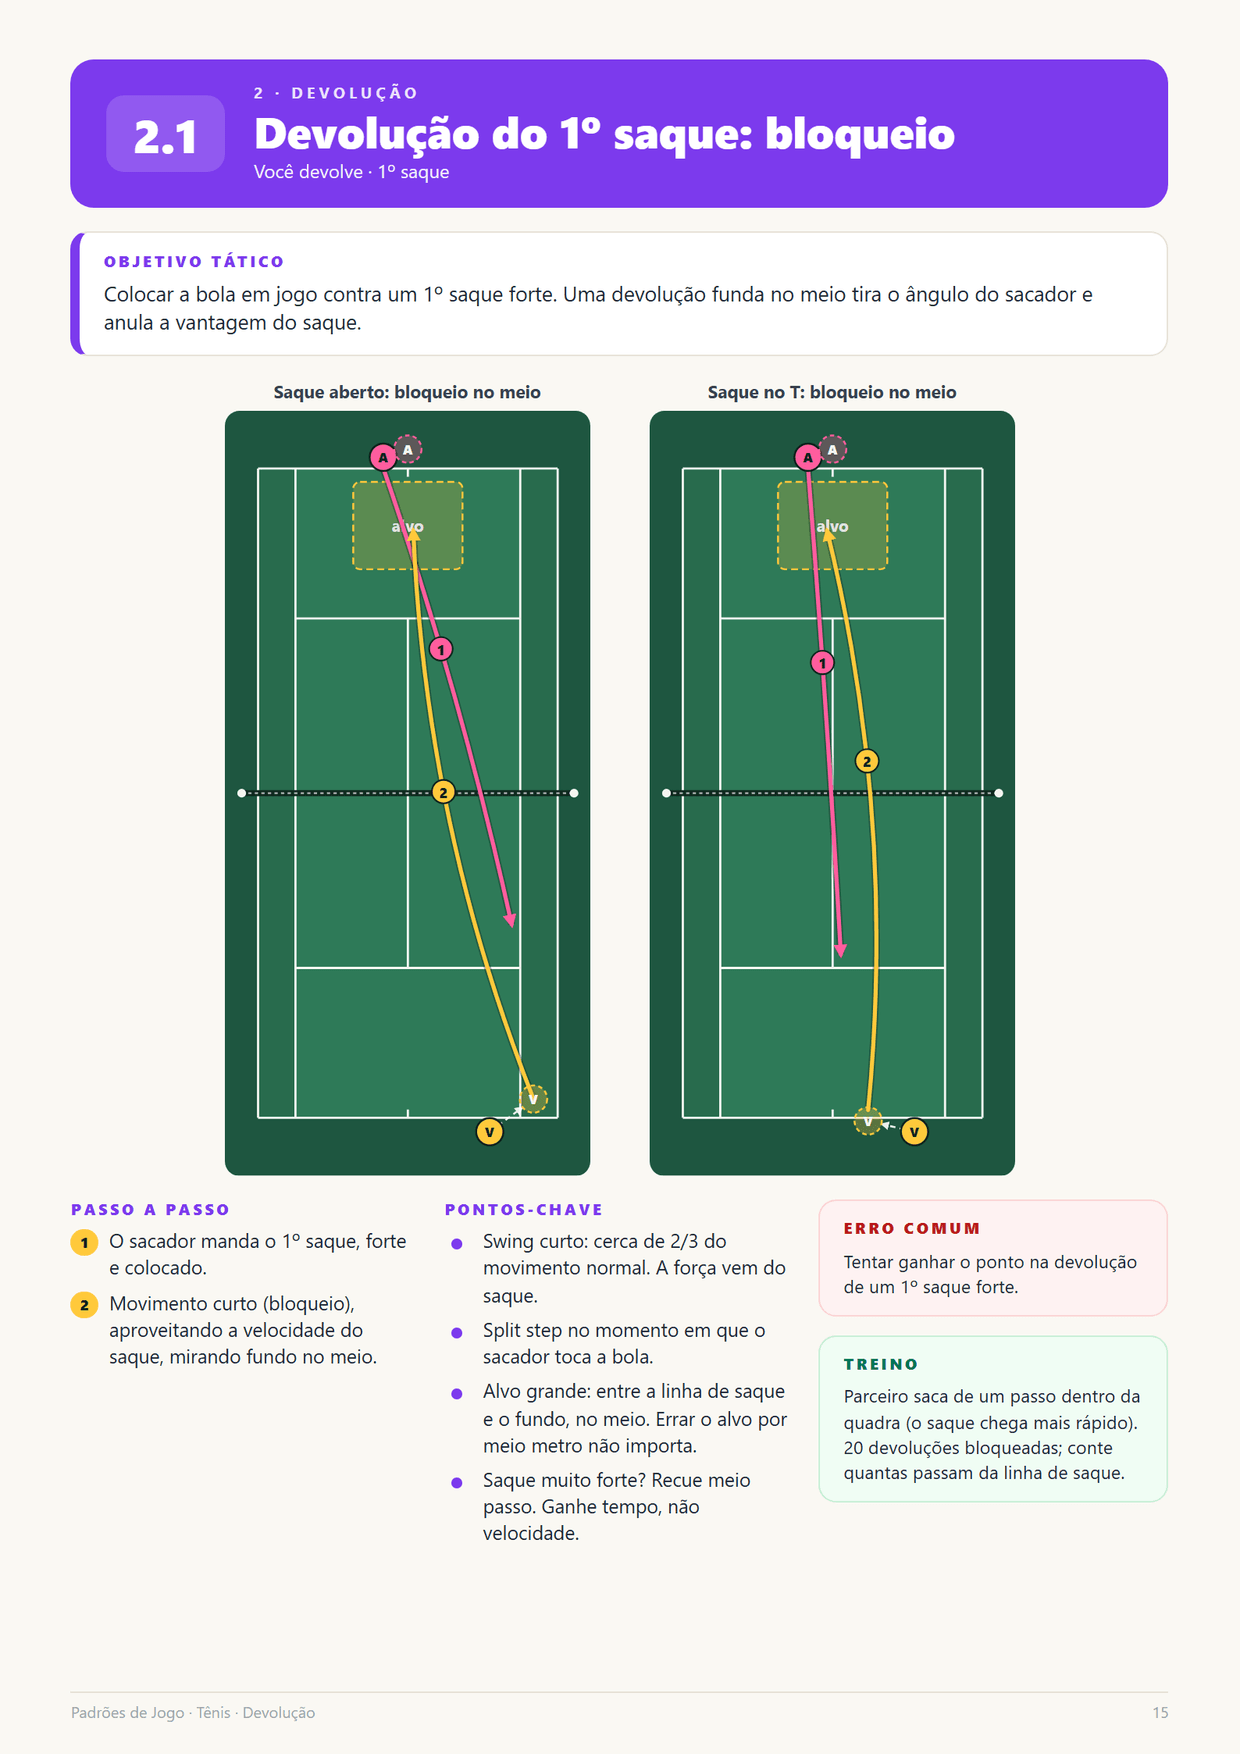 2 · DEVOLUÇÃO
2.1
Devolução do 1º saque: bloqueio
Você devolve · 1º saque
OBJETIVO TÁTICO
Colocar a bola em jogo contra um 1º saque forte. Uma devolução funda no meio tira o ângulo do sacador e
anula a vantagem do saque.
Saque aberto: bloqueio no meio
A
A
alvo
1
2
V
V
Saque no T: bloqueio no meio
A
A
alvo
1
2
V
V
PASSO A PASSO
1 O sacador manda o 1º saque, forte
e colocado.
2 Movimento curto (bloqueio),
aproveitando a velocidade do
saque, mirando fundo no meio.
PONTOS-CHAVE
Swing curto: cerca de 2/3 do
movimento normal. A força vem do
saque.
Split step no momento em que o
sacador toca a bola.
Alvo grande: entre a linha de saque
e o fundo, no meio. Errar o alvo por
meio metro não importa.
Saque muito forte? Recue meio
passo. Ganhe tempo, não
velocidade.
ERRO COMUM
Tentar ganhar o ponto na devolução
de um 1º saque forte.
TREINO
Parceiro saca de um passo dentro da
quadra (o saque chega mais rápido).
20 devoluções bloqueadas; conte
quantas passam da linha de saque.
Padrões de Jogo · Tênis · Devolução
15